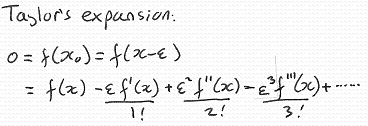 Taylor's expansion:
0 = f(x₀) = f(x-ε)
= f(x) - εf'(x)/1! + ε²f''(x)/2! - ε³f'''(x)/3! + ......